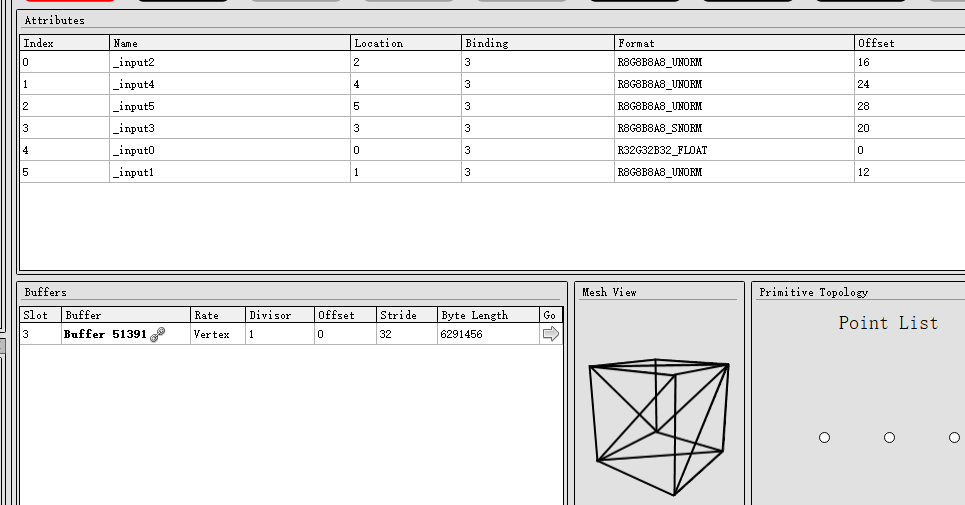 Attributes
Index Name Location Binding Format Offset
0 _input2 2 3 R8G8B8A8_UNORM 16
1 _input4 4 3 R8G8B8A8_UNORM 24
2 _input5 5 3 R8G8B8A8_UNORM 28
3 _input3 3 3 R8G8B8A8_SNORM 20
4 _input0 0 3 R32G32B32_FLOAT 0
5 _input1 1 3 R8G8B8A8_UNORM 12
Buffers
Slot Buffer Rate Divisor Offset Stride Byte Length Go
3 Buffer 51391 Vertex 1 0 32 6291456
Mesh View
Primitive Topology
Point List